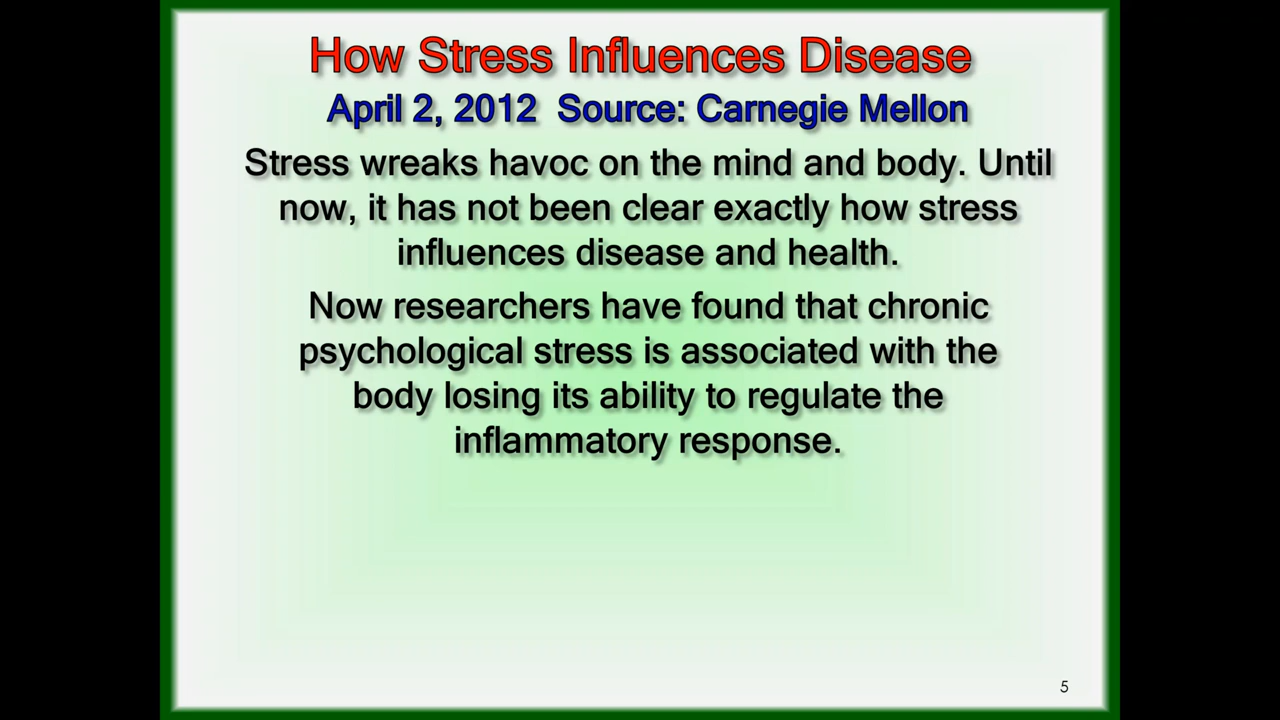 How Stress Influences Disease
April 2, 2012  Source: Carnegie Mellon
Stress wreaks havoc on the mind and body. Until
now, it has not been clear exactly how stress
influences disease and health.
Now researchers have found that chronic
psychological stress is associated with the
body losing its ability to regulate the
inflammatory response.
5